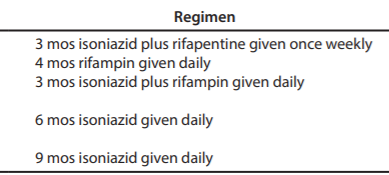 Regimen
3 mos isoniazid plus rifapentine given once weekly
4 mos rifampin given daily
3 mos isoniazid plus rifampin given daily
6 mos isoniazid given daily
9 mos isoniazid given daily